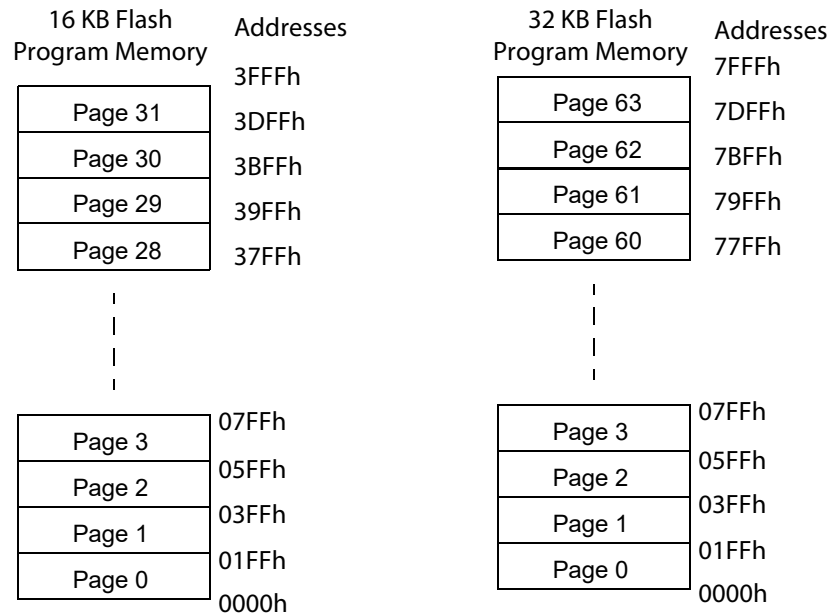 16 KB Flash
Program Memory
Addresses
3FFFh
Page 31
3DFFh
Page 30
3BFFh
Page 29
39FFh
Page 28
37FFh
07FFh
Page 3
05FFh
Page 2
03FFh
Page 1
01FFh
Page 0
0000h
32 KB Flash
Program Memory
Addresses
7FFFh
Page 63
7DFFh
Page 62
7BFFh
Page 61
79FFh
Page 60
77FFh
07FFh
Page 3
05FFh
Page 2
03FFh
Page 1
01FFh
Page 0
0000h